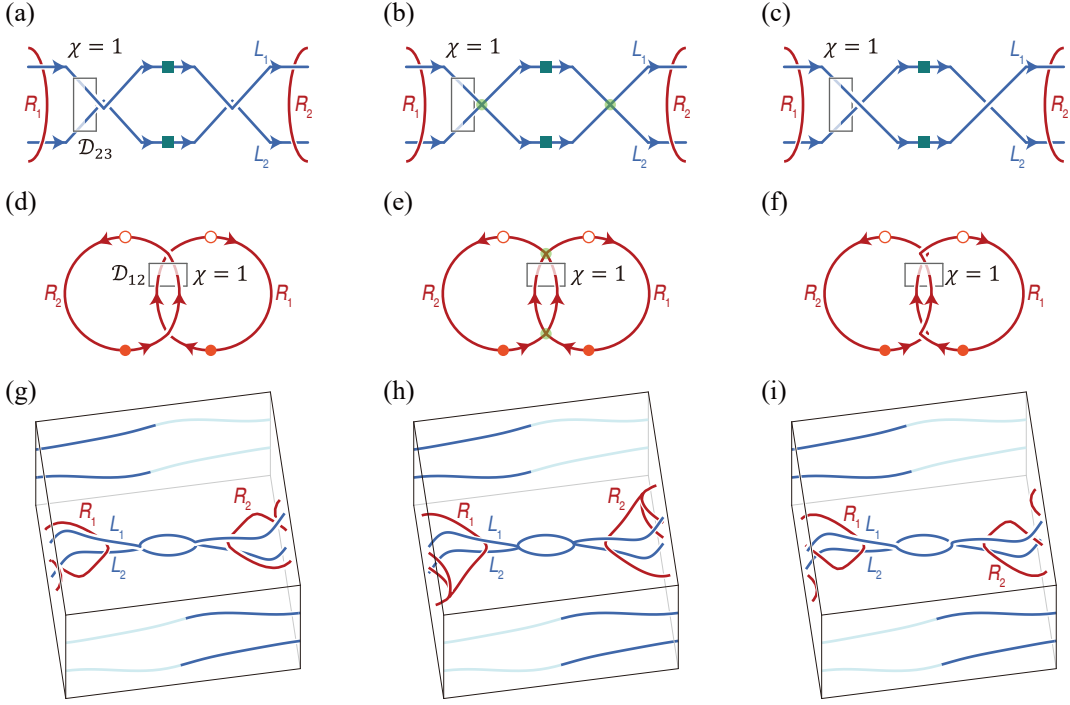 (a) (b) (c)
χ = 1 L₁ χ = 1 L₁ χ = 1 L₁
R₁ R₂ R₁ R₂ R₁ R₂
𝒟₂₃ L₂ L₂ L₂
(d) (e) (f)
𝒟₁₂ χ = 1 χ = 1 χ = 1
R₂ R₁ R₂ R₁ R₂ R₁
(g) (h) (i)
R₁ L₁ R₂ R₁ L₁ R₂ R₁ L₁
L₂ L₂ L₂ R₂